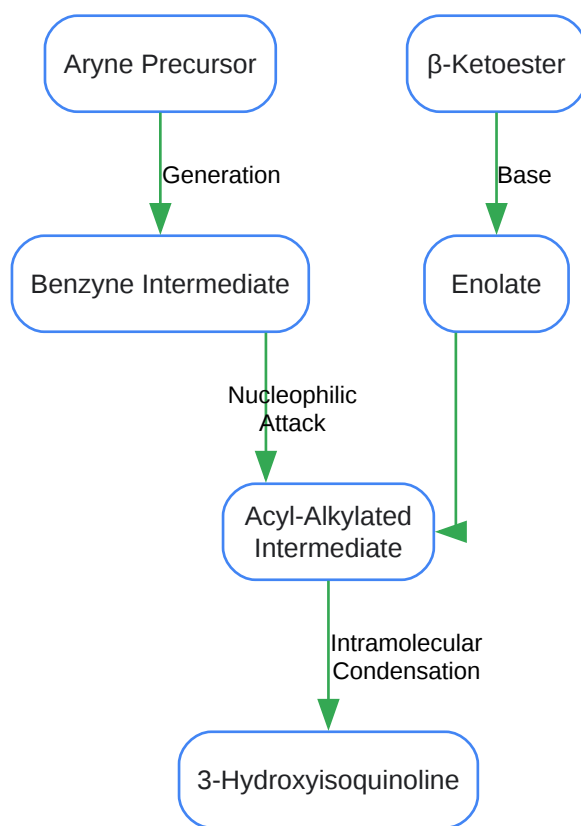 Aryne Precursor
β-Ketoester
Generation
Base
Benzyne Intermediate
Enolate
Nucleophilic
Attack
Acyl-Alkylated
Intermediate
Intramolecular
Condensation
3-Hydroxyisoquinoline